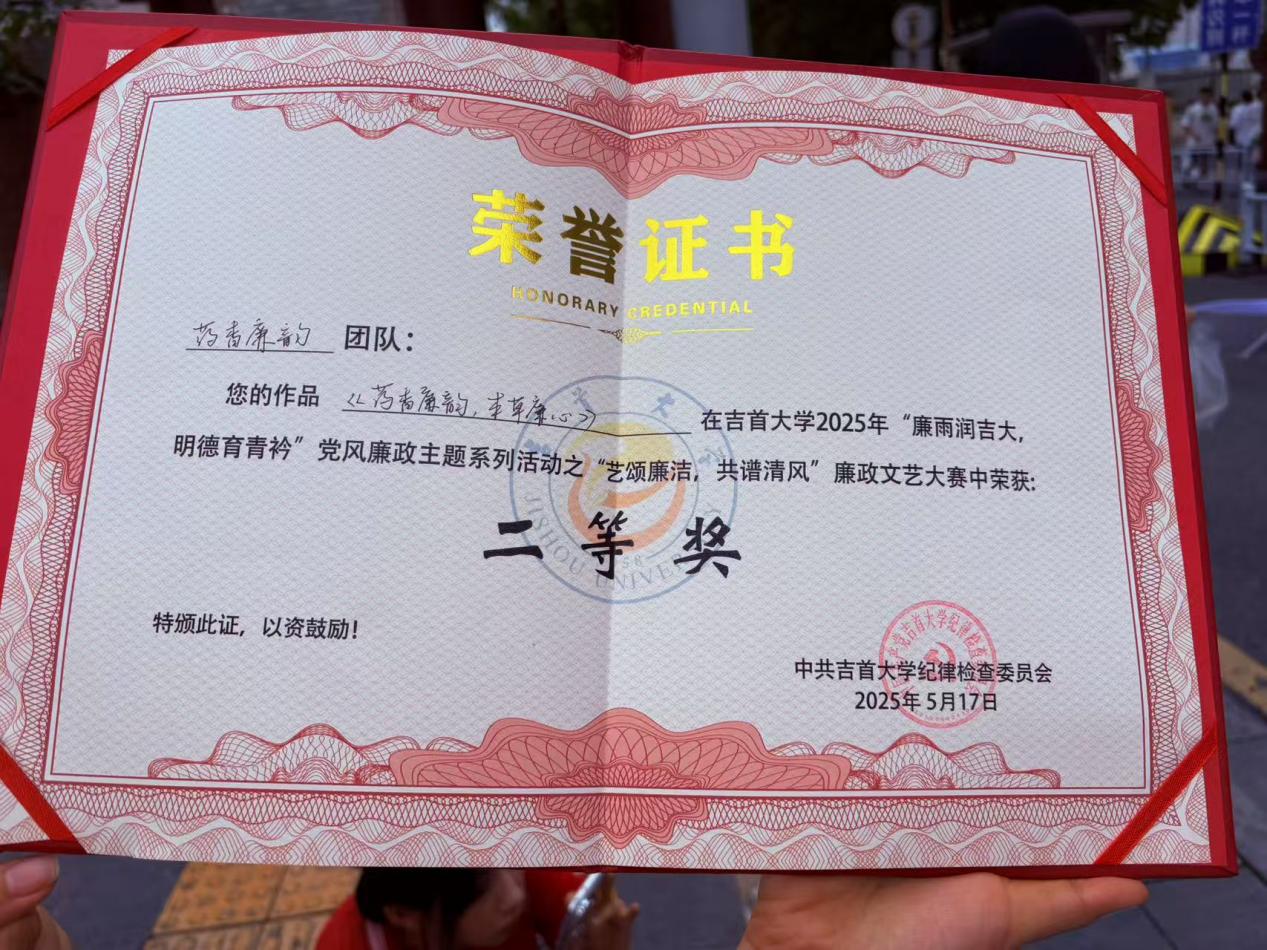 荣誉证书
HONORARY CREDENTIAL
药香廉韵 团队：
您的作品 《药香廉韵，本草廉心》 在吉首大学2025年“廉雨润吉大，
明德育青衿”党风廉政主题系列活动之“艺颂廉洁，共谱清风”廉政文艺大赛中荣获：
二等奖
特颁此证，以资鼓励！
中共吉首大学纪律检查委员会
2025年5月17日